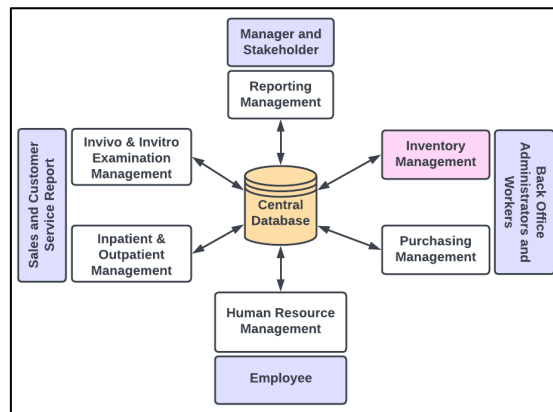 Manager and
Stakeholder
Reporting
Management
Sales and Customer
Service Report
Invivo & Invitro
Examination
Management
Inventory
Management
Back Office
Administrators and
Workers
Central
Database
Inpatient &
Outpatient
Management
Purchasing
Management
Human Resource
Management
Employee